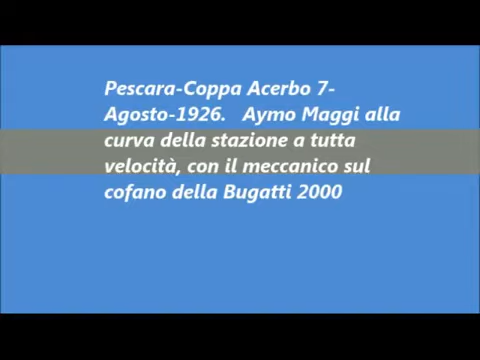 Pescara-Coppa Acerbo 7-
Agosto-1926.   Aymo Maggi alla
curva della stazione a tutta
velocità, con il meccanico sul
cofano della Bugatti 2000